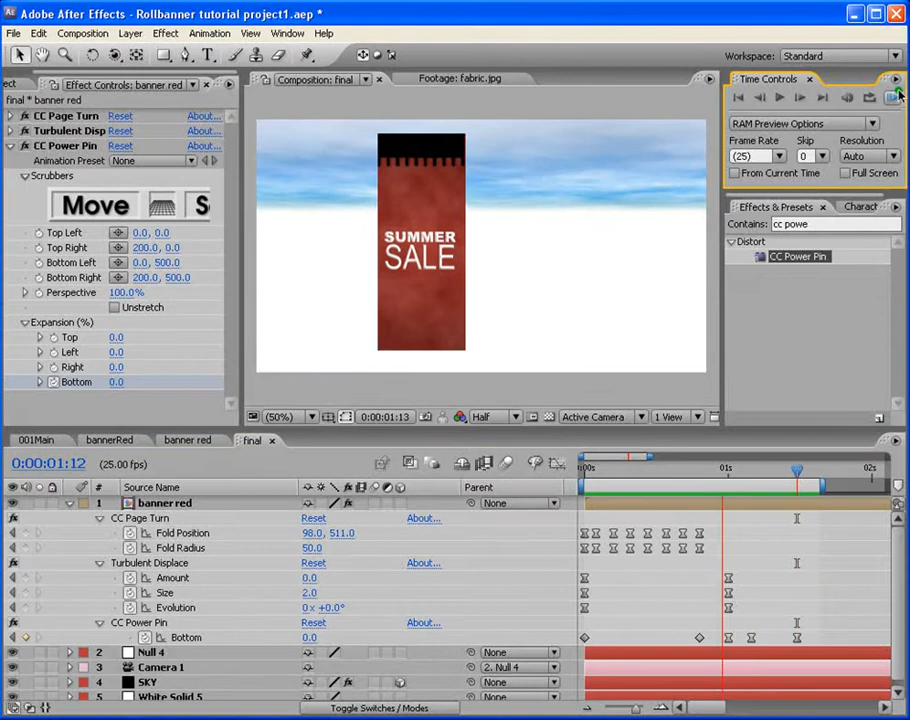 Adobe After Effects - Rollbanner tutorial project1.aep *
File Edit Composition Layer Effect Animation View Window Help
Workspace: Standard
ect Effect Controls: banner red
final * banner red
CC Page Turn Reset About...
Turbulent Disp Reset About...
CC Power Pin Reset About...
Animation Preset None
Scrubbers
Move S
Top Left 0.0, 0.0
Top Right 200.0, 0.0
Bottom Left 0.0, 500.0
Bottom Right 200.0, 500.0
Perspective 100.0%
Unstretch
Expansion (%)
Top 0.0
Left 0.0
Right 0.0
Bottom 0.0
Composition: final Footage: fabric.jpg
SUMMER
SALE
(50%) 0:00:01:13 Half Active Camera 1 View
Time Controls
RAM Preview Options
Frame Rate Skip Resolution
(25) 0 Auto
From Current Time Full Screen
Effects & Presets Charact
Contains: cc powe
Distort
CC Power Pin
001Main bannerRed banner red final
0:00:01:12 (25.00 fps)
# Source Name Parent :00s 01s 02s
1 banner red None
CC Page Turn Reset About...
Fold Position 98.0, 511.0
Fold Radius 50.0
Turbulent Displace Reset About...
Amount 0.0
Size 2.0
Evolution 0x+0.0°
CC Power Pin Reset About...
Bottom 0.0
2 Null 4 None
3 Camera 1 2. Null 4
4 SKY None
5 White Solid 5 None
Toggle Switches / Modes